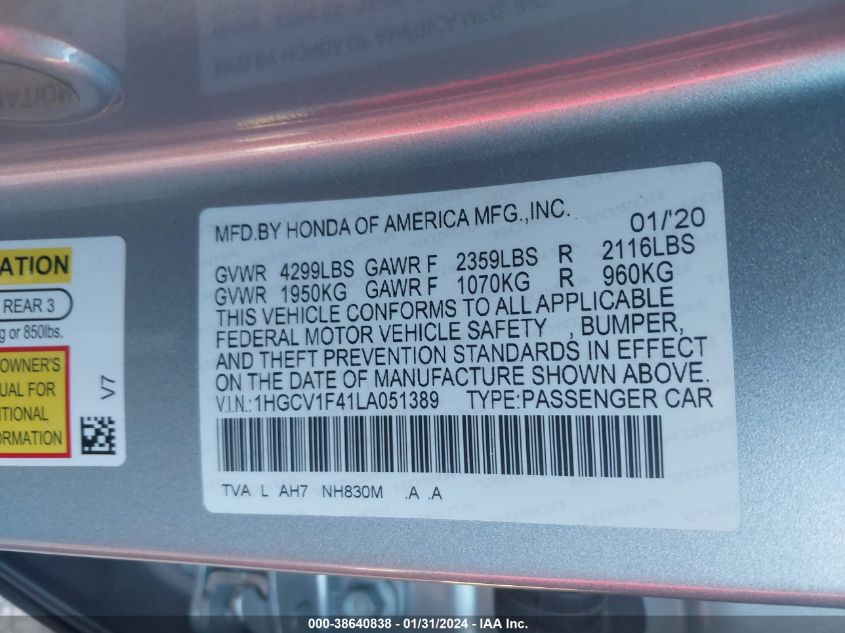 MFD.BY HONDA OF AMERICA MFG.,INC. 01/'20
GVWR 4299LBS GAWR F 2359LBS R 2116LBS
GVWR 1950KG GAWR F 1070KG R 960KG
THIS VEHICLE CONFORMS TO ALL APPLICABLE
FEDERAL MOTOR VEHICLE SAFETY , BUMPER,
AND THEFT PREVENTION STANDARDS IN EFFECT
ON THE DATE OF MANUFACTURE SHOWN ABOVE.
V.I.N.:1HGCV1F41LA051389 TYPE:PASSENGER CAR
TVA L AH7 NH830M .A .A
ATION
REAR 3
g or 850lbs.
OWNER'S
UAL FOR
ITIONAL
ORMATION
V7
000-38640838 - 01/31/2024 - IAA Inc.